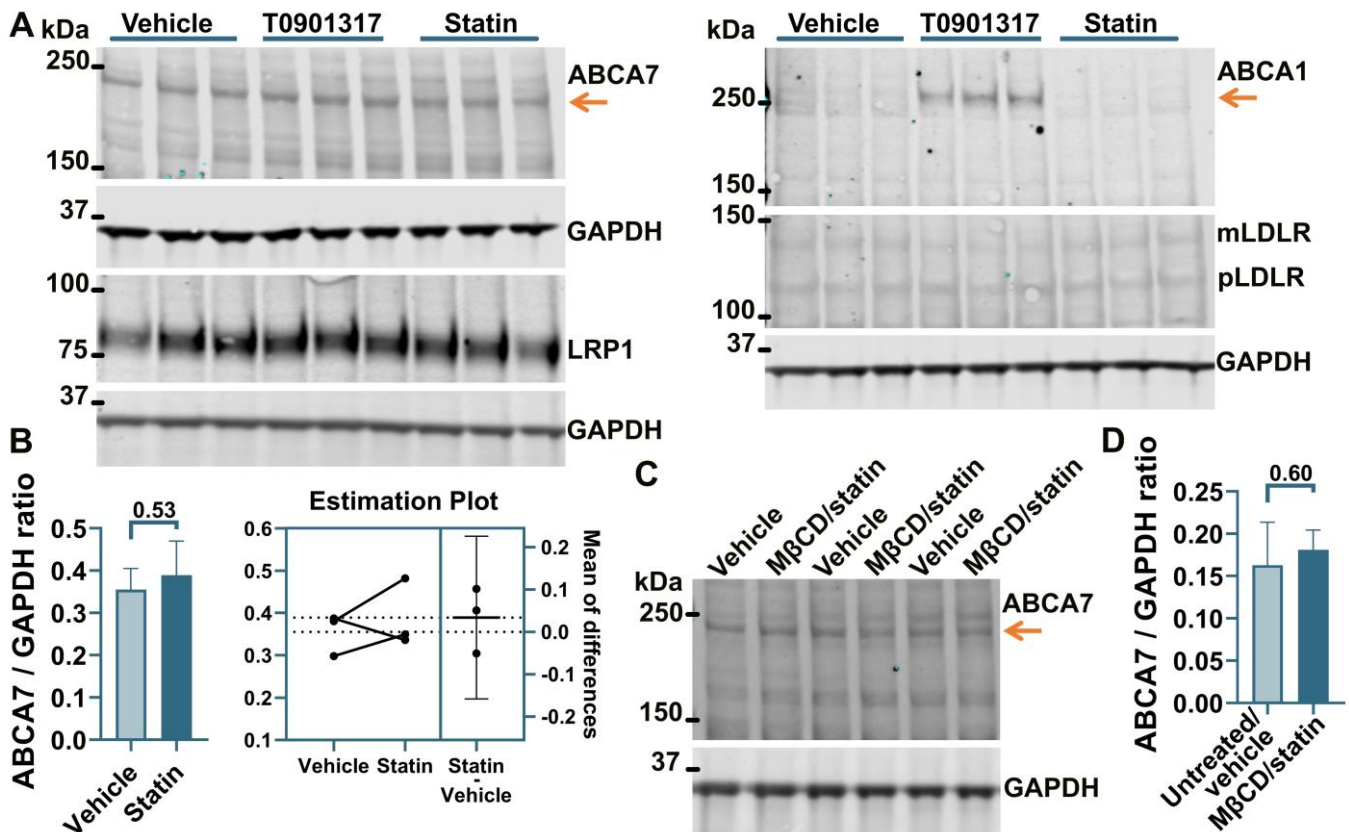 A
kDa
Vehicle
T0901317
Statin
250
ABCA7
150
37
GAPDH
100
75
LRP1
37
GAPDH
kDa
Vehicle
T0901317
Statin
250
ABCA1
150
150
mLDLR
pLDLR
100
37
GAPDH
B
ABCA7 / GAPDH ratio
0.5
0.4
0.3
0.2
0.1
0.0
0.53
Vehicle
Statin
Estimation Plot
0.6
0.5
0.4
0.3
0.2
0.1
Vehicle
Statin
Statin
-
Vehicle
0.2
0.1
0.0
-0.1
-0.2
Mean of differences
C
Vehicle
MβCD/statin
Vehicle
MβCD/statin
Vehicle
MβCD/statin
kDa
250
ABCA7
150
37
GAPDH
D
ABCA7 / GAPDH ratio
0.25
0.20
0.15
0.10
0.05
0.00
0.60
Untreated/
vehicle
MβCD/statin